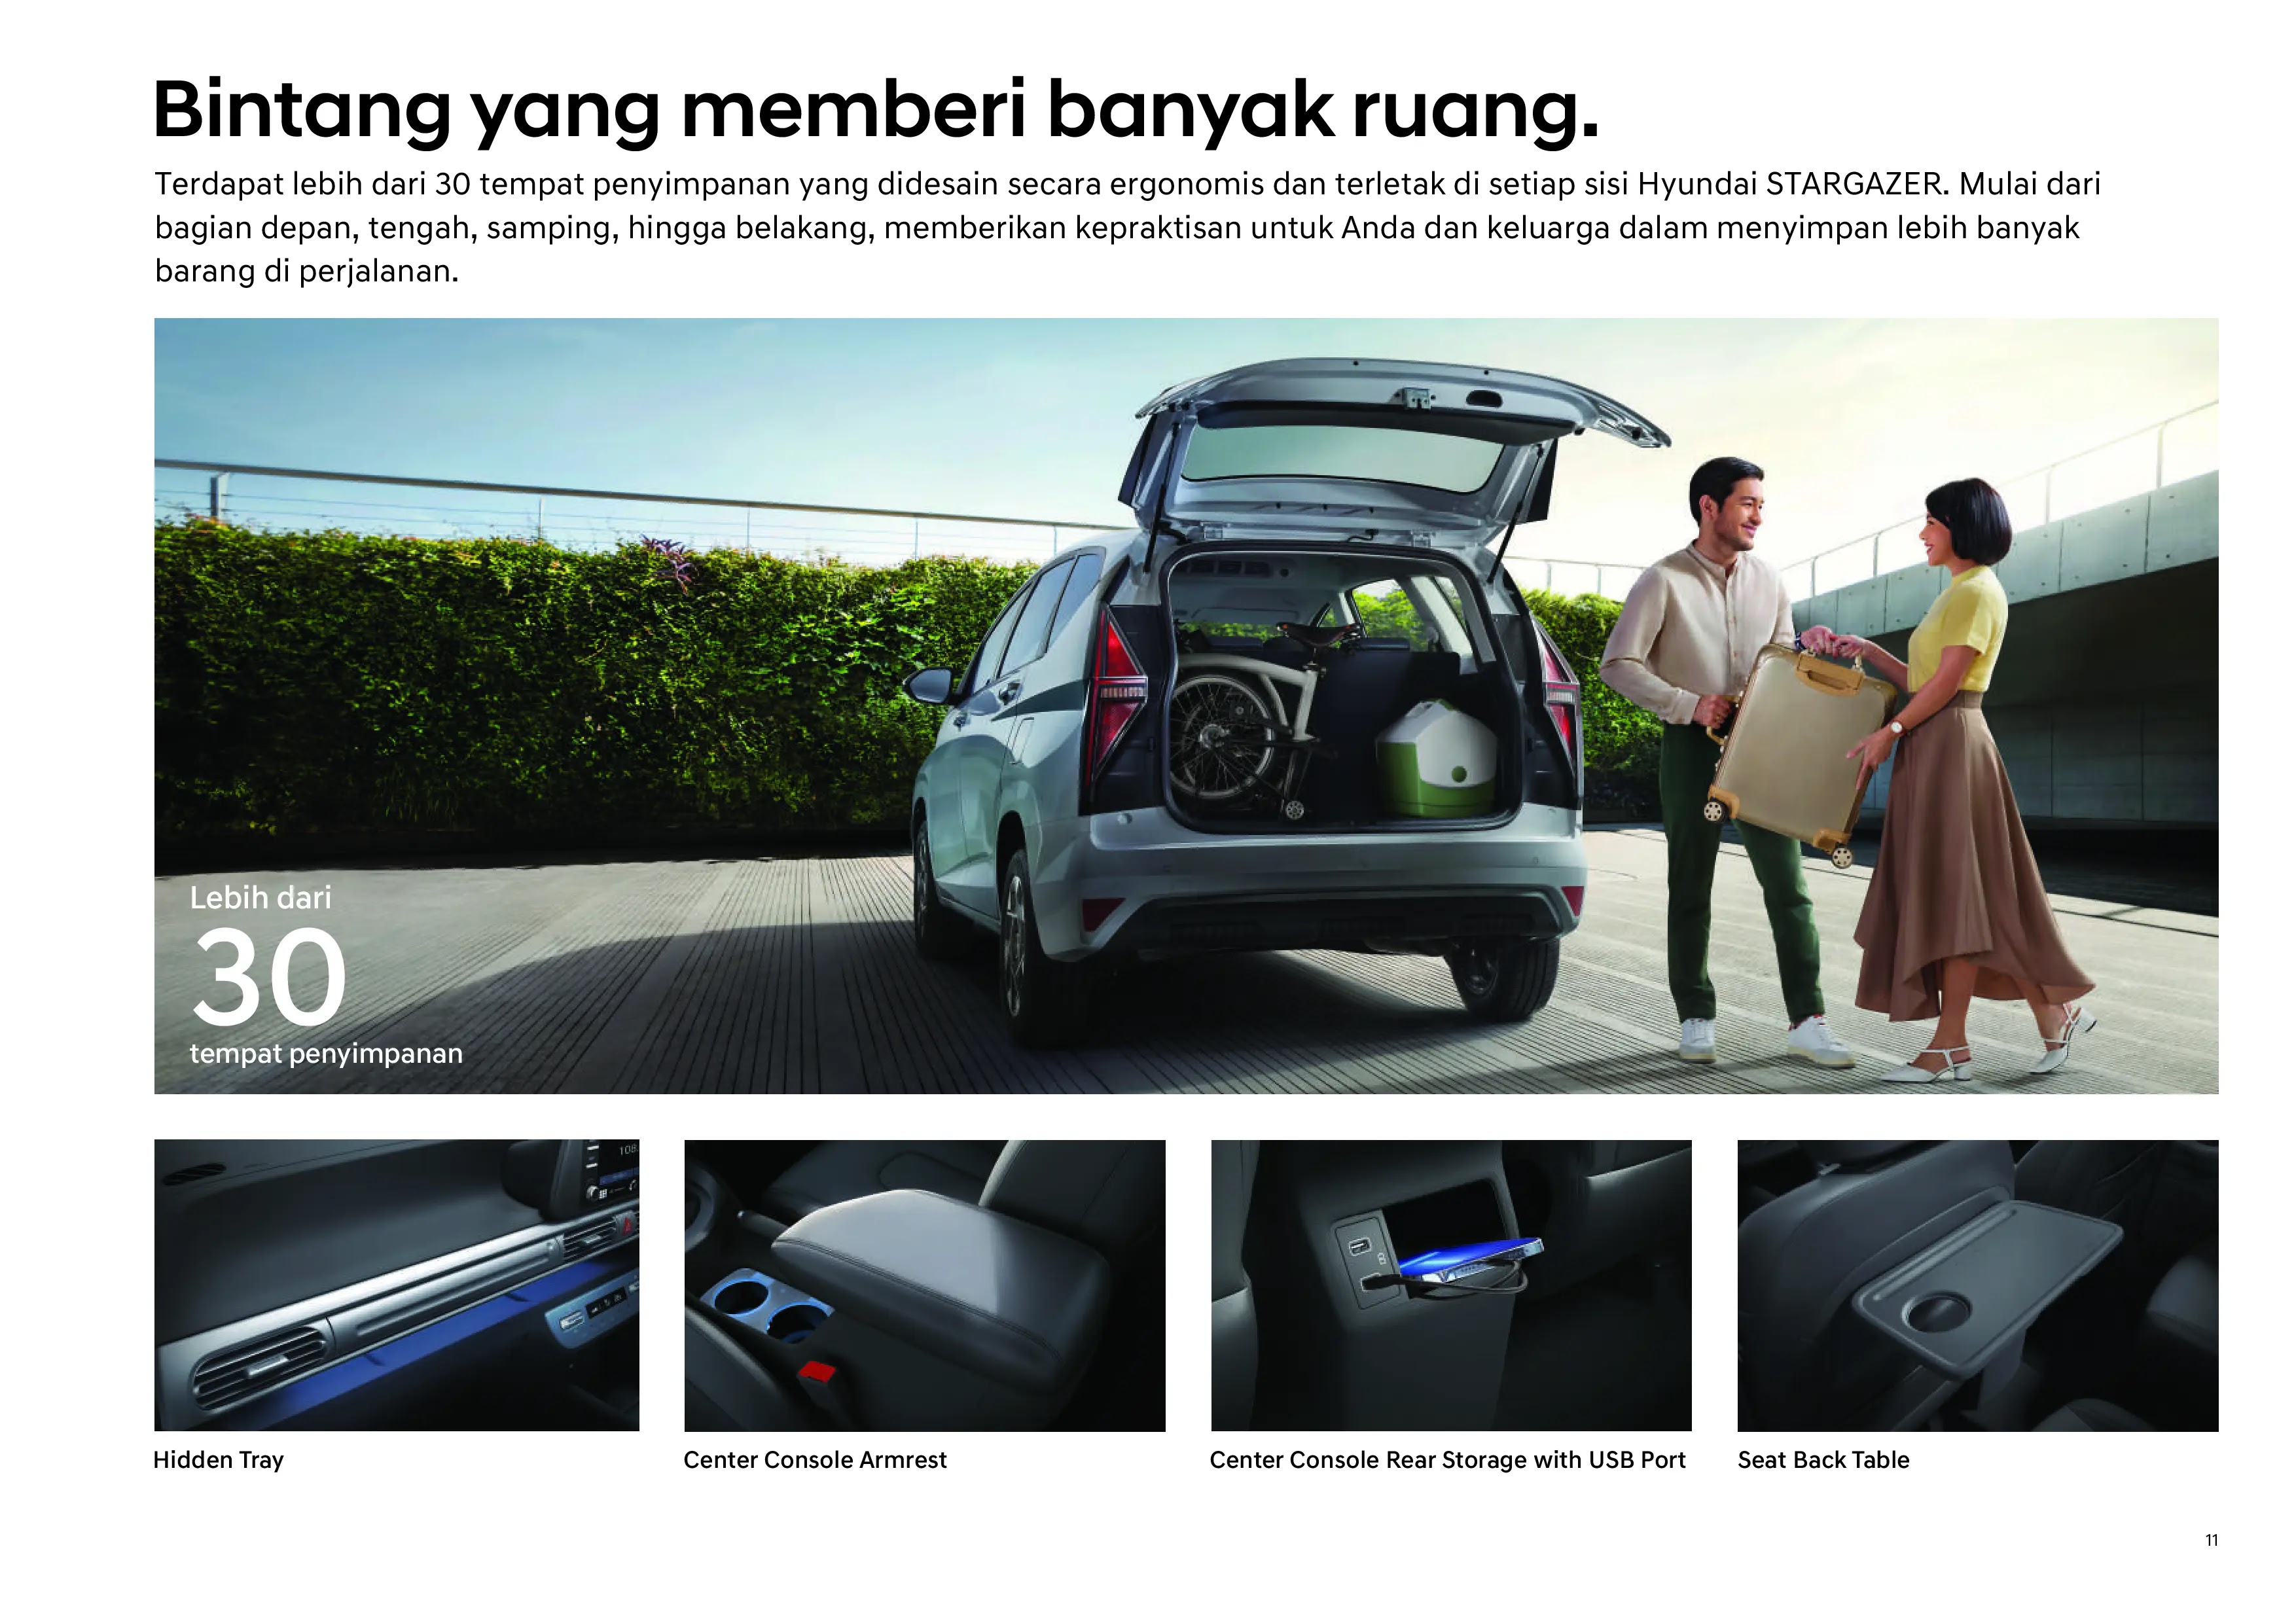 Bintang yang memberi banyak ruang.
Terdapat lebih dari 30 tempat penyimpanan yang didesain secara ergonomis dan terletak di setiap sisi Hyundai STARGAZER. Mulai dari
bagian depan, tengah, samping, hingga belakang, memberikan kepraktisan untuk Anda dan keluarga dalam menyimpan lebih banyak
barang di perjalanan.
Lebih dari
30
tempat penyimpanan
108.
Hidden Tray
Center Console Armrest
Center Console Rear Storage with USB Port
Seat Back Table
11